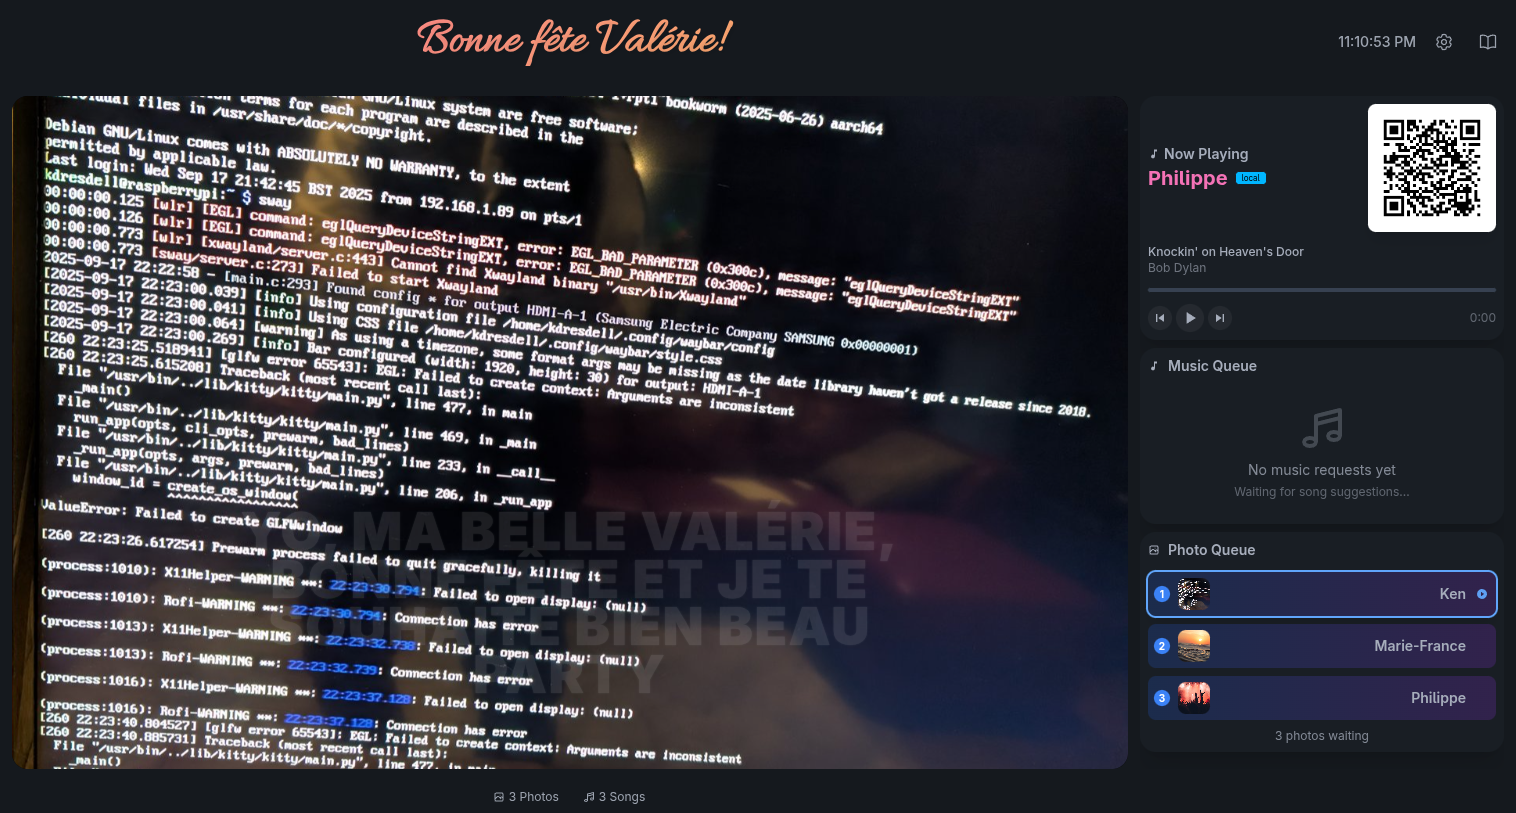 Bonne fête Valérie!
11:10:53 PM
GNU/Linux system are free software;
terms for each program are described in the
individual files in /usr/share/doc/*/copyright.
bookworm (2025-06-26) aarch64
Debian GNU/Linux comes with ABSOLUTELY NO WARRANTY, to the extent
permitted by applicable law.
Last login: Wed Sep 17 21:42:45 BST 2025 from 192.168.1.89 on pts/1
kdresdell@raspberrypi:~ $ sway
00:00:00.125 [wlr] [EGL] command: eglQueryDeviceStringEXT, error: EGL_BAD_PARAMETER (0x300c), message: "eglQueryDeviceStringEXT"
00:00:00.126 [wlr] [EGL] command: eglQueryDeviceStringEXT, error: EGL_BAD_PARAMETER (0x300c), message: "eglQueryDeviceStringEXT"
00:00:00.773 [wlr] [xwayland/server.c:443] Cannot find Xwayland binary "/usr/bin/Xwayland"
00:00:00.773 [sway/server.c:273] Failed to start Xwayland
2025-09-17 22:22:58 - [main.c:293] Found config * for output HDMI-A-1 (Samsung Electric Company SAMSUNG 0x00000001)
[2025-09-17 22:23:00.039] [info] Using configuration file /home/kdresdell/.config/waybar/config
[2025-09-17 22:23:00.041] [info] Using CSS file /home/kdresdell/.config/waybar/style.css
[2025-09-17 22:23:00.064] [warning] As using a timezone, some format args may be missing as the date library haven't got a release since 2018.
[2025-09-17 22:23:00.269] [info] Bar configured (width: 1920, height: 30) for output: HDMI-A-1
[260 22:23:25.518941] [glfw error 65543]: EGL: Failed to create context: Arguments are inconsistent
[260 22:23:25.615208] Traceback (most recent call last):
File "/usr/bin/../lib/kitty/kitty/main.py", line 477, in main
_main()
File "/usr/bin/../lib/kitty/kitty/main.py", line 469, in _main
run_app(opts, cli_opts, prewarm, bad_lines)
File "/usr/bin/../lib/kitty/kitty/main.py", line 233, in __call__
_run_app(opts, args, prewarm, bad_lines)
File "/usr/bin/../lib/kitty/kitty/main.py", line 206, in _run_app
window_id = create_os_window(
^^^^^^^^^^^^^^^^^
ValueError: Failed to create GLFWwindow
[260 22:23:26.617254] Prewarm process failed to quit gracefully, killing it
(process:1010): X11Helper-WARNING **: 22:23:30.794: Failed to open display: (null)
(process:1010): Rofi-WARNING **: 22:23:30.794: Connection has error
(process:1013): X11Helper-WARNING **: 22:23:32.738: Failed to open display: (null)
(process:1013): Rofi-WARNING **: 22:23:32.739: Connection has error
(process:1016): X11Helper-WARNING **: 22:23:37.128: Failed to open display: (null)
(process:1016): Rofi-WARNING **: 22:23:37.128: Connection has error
[260 22:23:40.804527] [glfw error 65543]: EGL: Failed to create context: Arguments are inconsistent
[260 22:23:40.885731] Traceback (most recent call last):
File "/usr/bin/../lib/kitty/kitty/main.py", line 477, in main
_main()
YO, MA BELLE VALÉRIE,
BONNE FÊTE ET JE TE
SOUHAITE BIEN BEAU
PARTY
3 Photos
3 Songs
Now Playing
Philippe local
Knockin' on Heaven's Door
Bob Dylan
0:00
Music Queue
No music requests yet
Waiting for song suggestions...
Photo Queue
1 Ken
2 Marie-France
3 Philippe
3 photos waiting